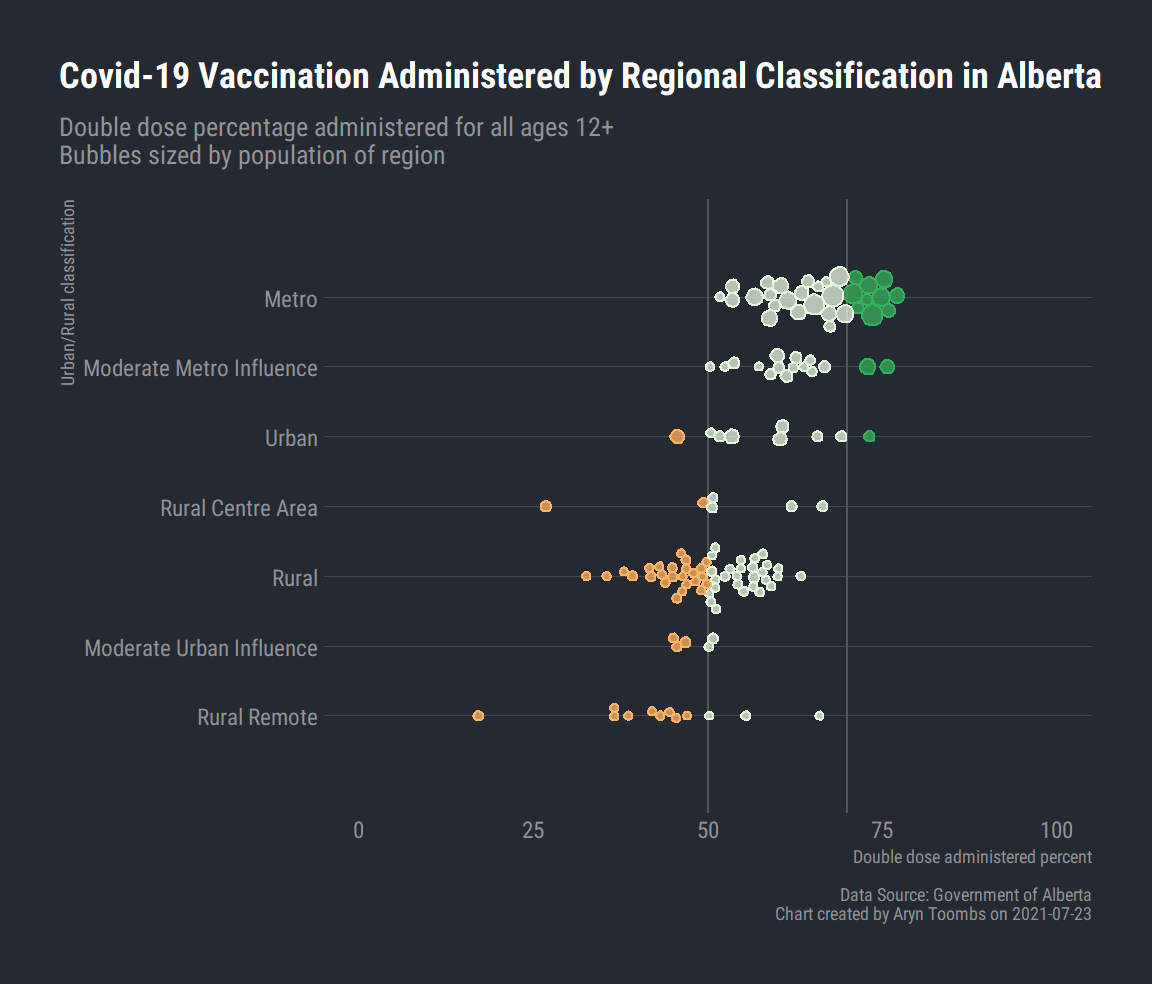 Covid-19 Vaccination Administered by Regional Classification in Alberta
Double dose percentage administered for all ages 12+
Bubbles sized by population of region
Urban/Rural classification
Metro
Moderate Metro Influence
Urban
Rural Centre Area
Rural
Moderate Urban Influence
Rural Remote
0 25 50 75 100
Double dose administered percent
Data Source: Government of Alberta
Chart created by Aryn Toombs on 2021-07-23